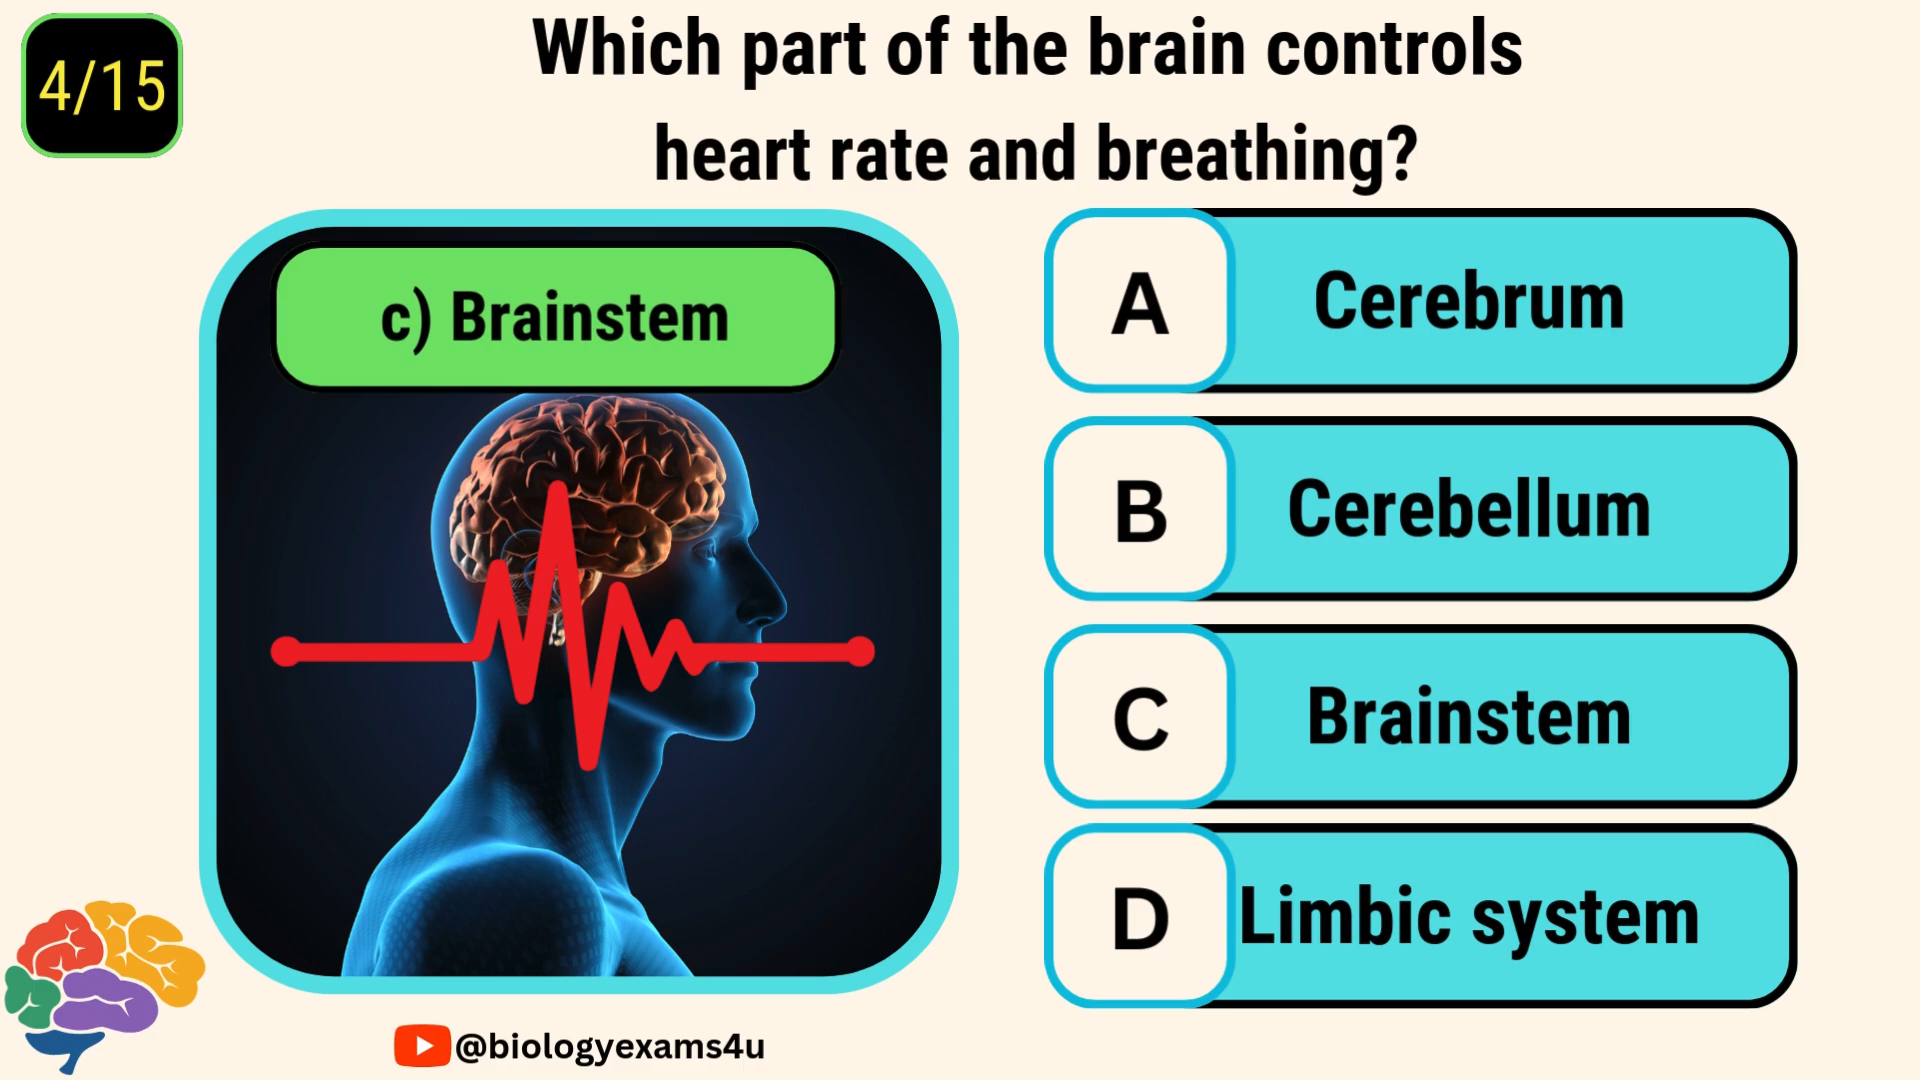 4/15
Which part of the brain controls
heart rate and breathing?
c) Brainstem
A Cerebrum
B Cerebellum
C Brainstem
D Limbic system
@biologyexams4u